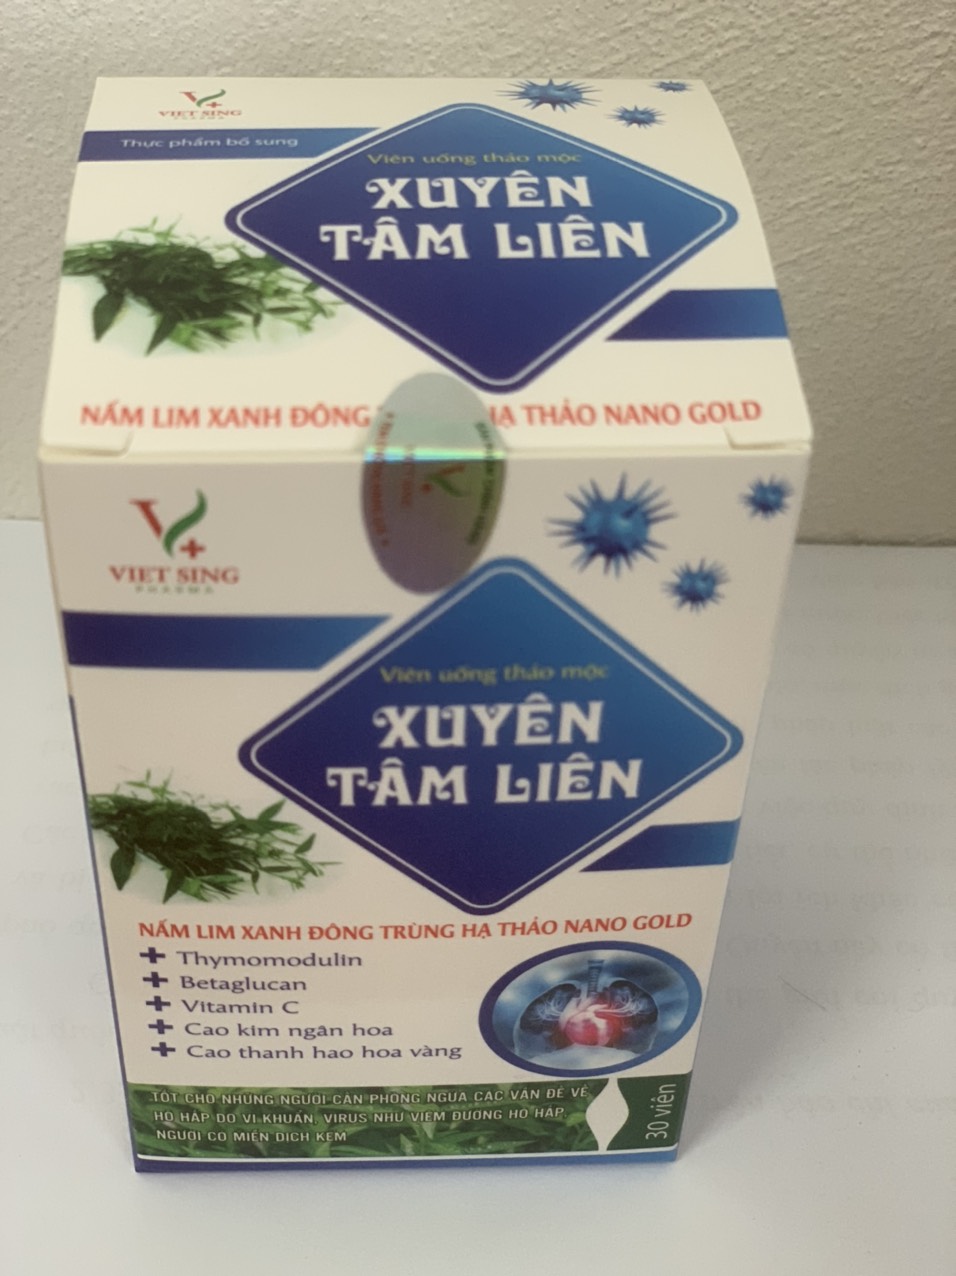 VIET SING
PHARMA
Thực phẩm bổ sung
Viên uống thảo mộc
XUYÊN
TÂM LIÊN
NẤM LIM XANH ĐÔNG HẠ THẢO NANO GOLD
VIET SING
PHARMA
Viên uống thảo mộc
XUYÊN
TÂM LIÊN
NẤM LIM XANH ĐÔNG TRÙNG HẠ THẢO NANO GOLD
+ Thymomodulin
+ Betaglucan
+ Vitamin C
+ Cao kim ngân hoa
+ Cao thanh hao hoa vàng
TỐT CHO NHỮNG NGƯỜI CẦN PHÒNG NGỪA CÁC VẤN ĐỀ VỀ
HÔ HẤP DO VI KHUẨN, VIRUS NHƯ VIÊM ĐƯỜNG HÔ HẤP,
NGƯỜI CÓ MIỄN DỊCH KÉM
30 viên